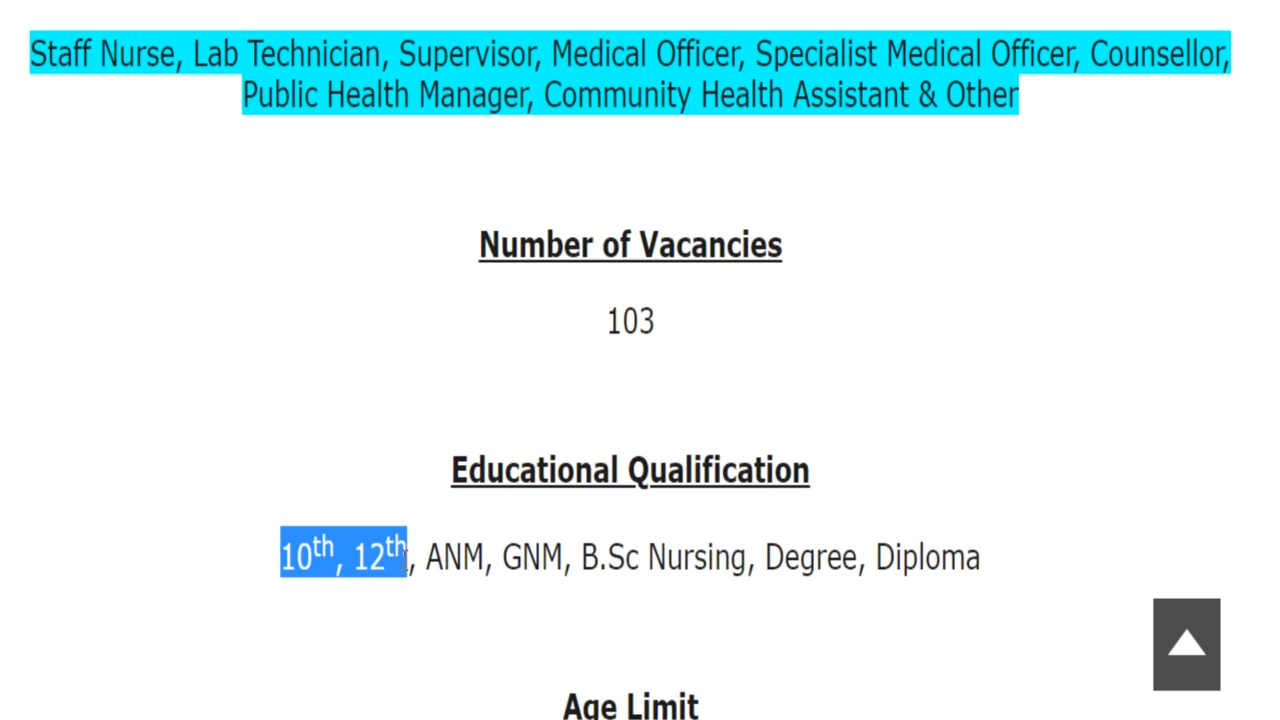 Staff Nurse, Lab Technician, Supervisor, Medical Officer, Specialist Medical Officer, Counsellor,
Public Health Manager, Community Health Assistant & Other
Number of Vacancies
103
Educational Qualification
10th, 12th, ANM, GNM, B.Sc Nursing, Degree, Diploma
Age Limit